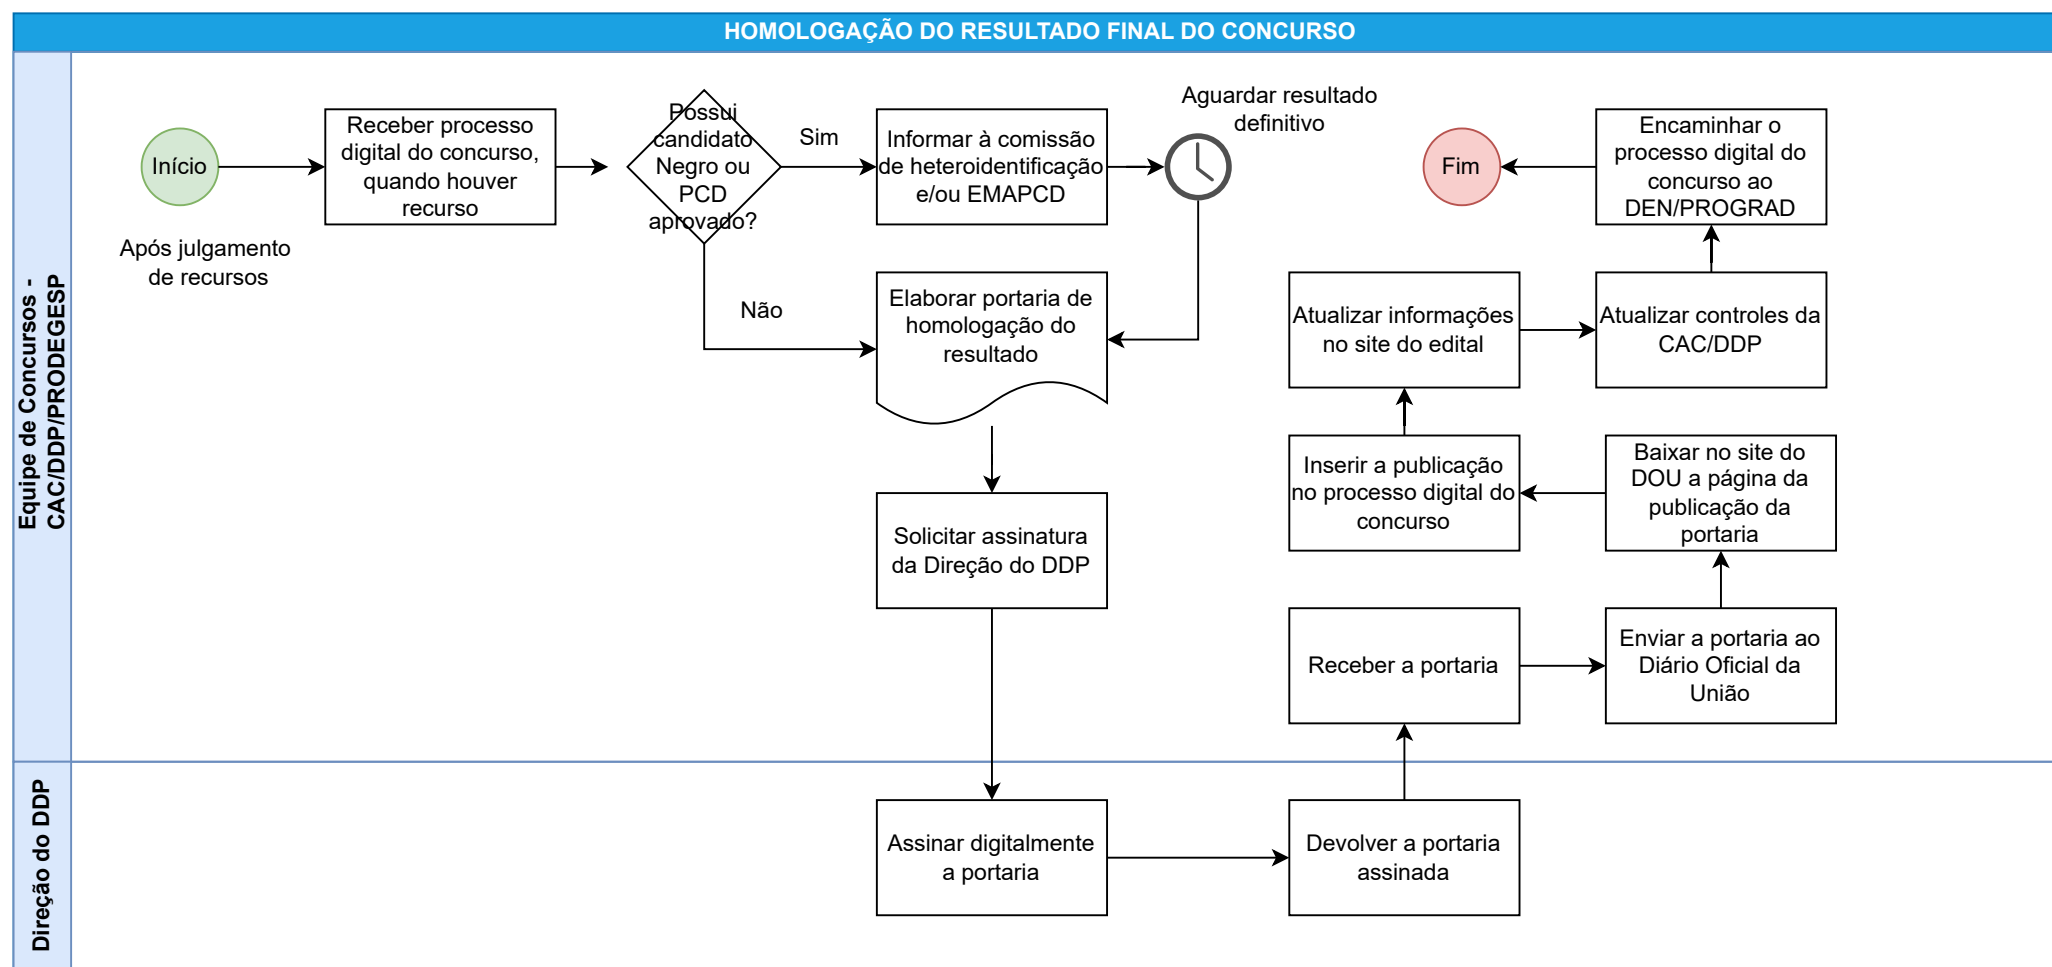 HOMOLOGAÇÃO DO RESULTADO FINAL DO CONCURSO
Equipe de Concursos -
CAC/DDP/PRODEGESP
Início
Após julgamento
de recursos
Receber processo
digital do concurso,
quando houver
recurso
Possui
candidato
Negro ou
PCD
aprovado?
Sim
Não
Informar à comissão
de heteroidentificação
e/ou EMAPCD
Aguardar resultado
definitivo
Elaborar portaria de
homologação do
resultado
Solicitar assinatura
da Direção do DDP
Fim
Encaminhar o
processo digital do
concurso ao
DEN/PROGRAD
Atualizar informações
no site do edital
Atualizar controles da
CAC/DDP
Inserir a publicação
no processo digital do
concurso
Baixar no site do
DOU a página da
publicação da
portaria
Receber a portaria
Enviar a portaria ao
Diário Oficial da
União
Direção do DDP
Assinar digitalmente
a portaria
Devolver a portaria
assinada